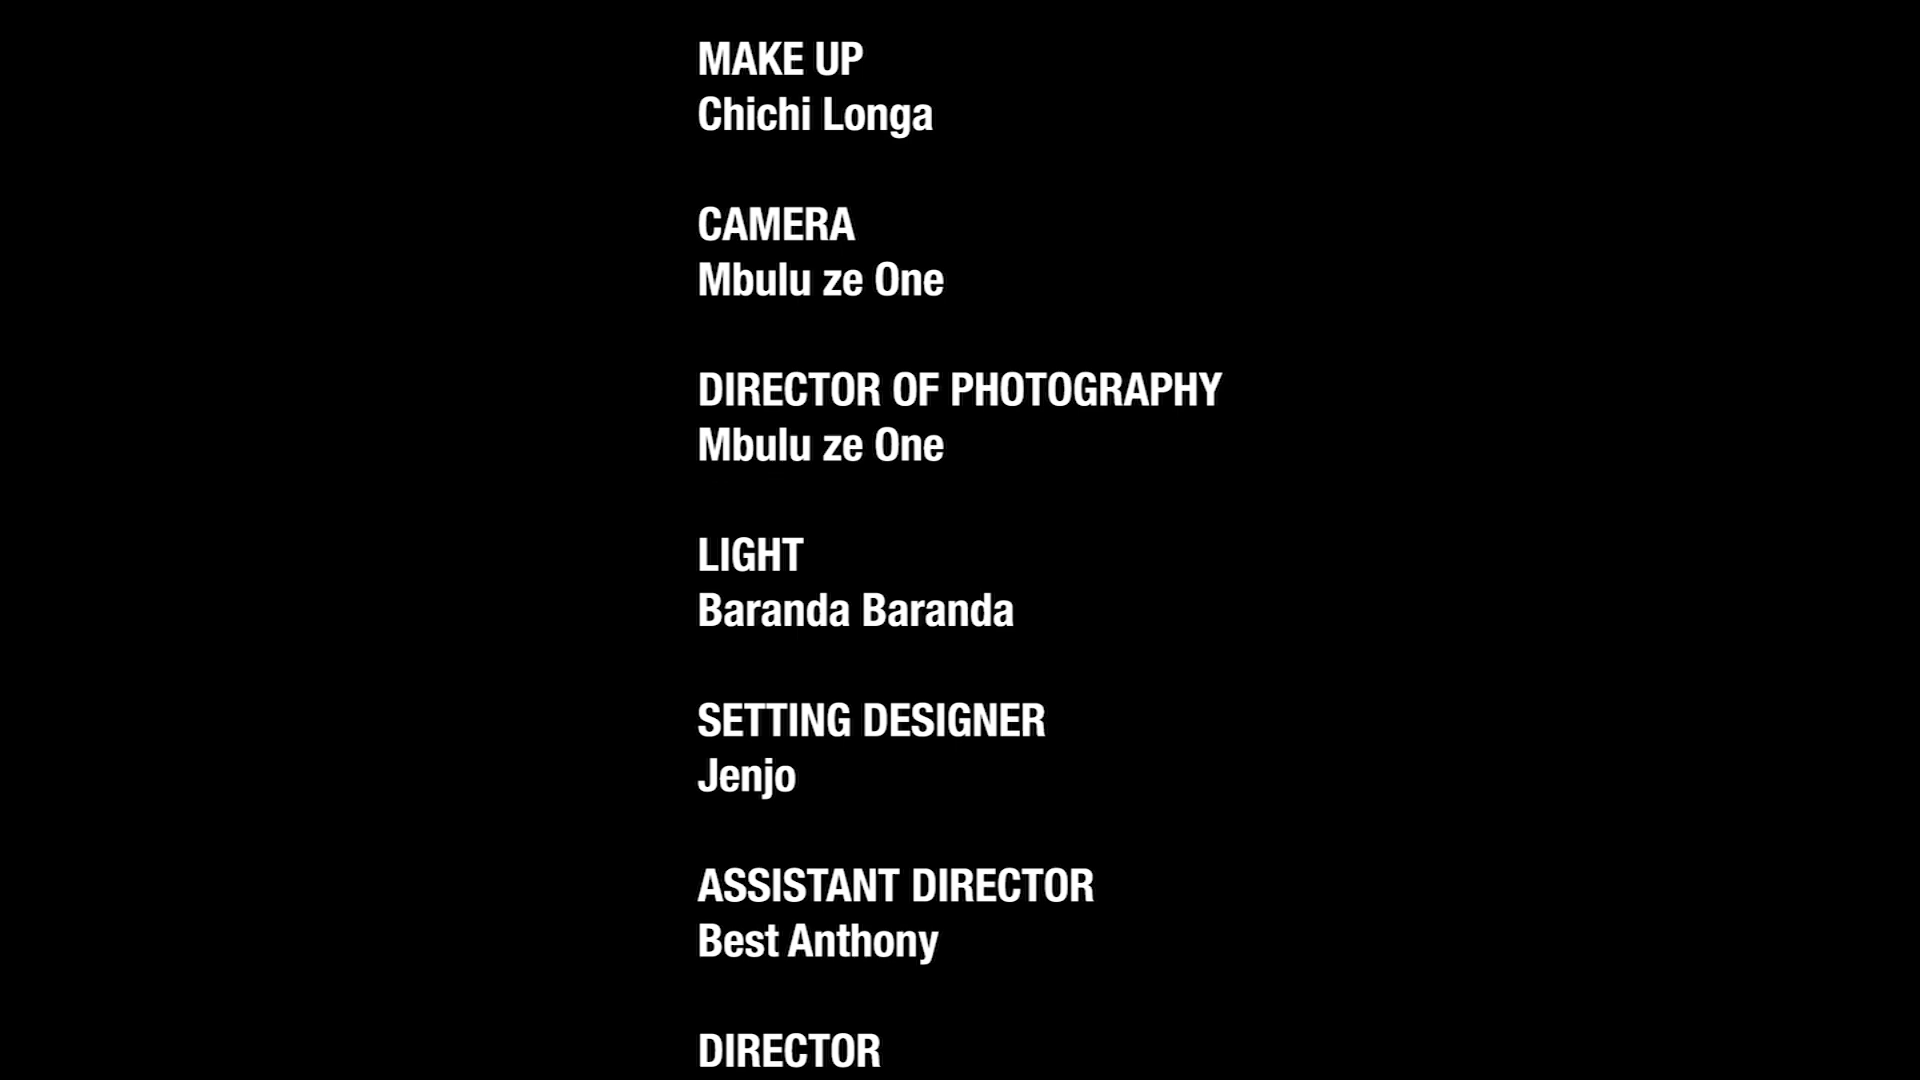 MAKE UP
Chichi Longa
CAMERA
Mbulu ze One
DIRECTOR OF PHOTOGRAPHY
Mbulu ze One
LIGHT
Baranda Baranda
SETTING DESIGNER
Jenjo
ASSISTANT DIRECTOR
Best Anthony
DIRECTOR